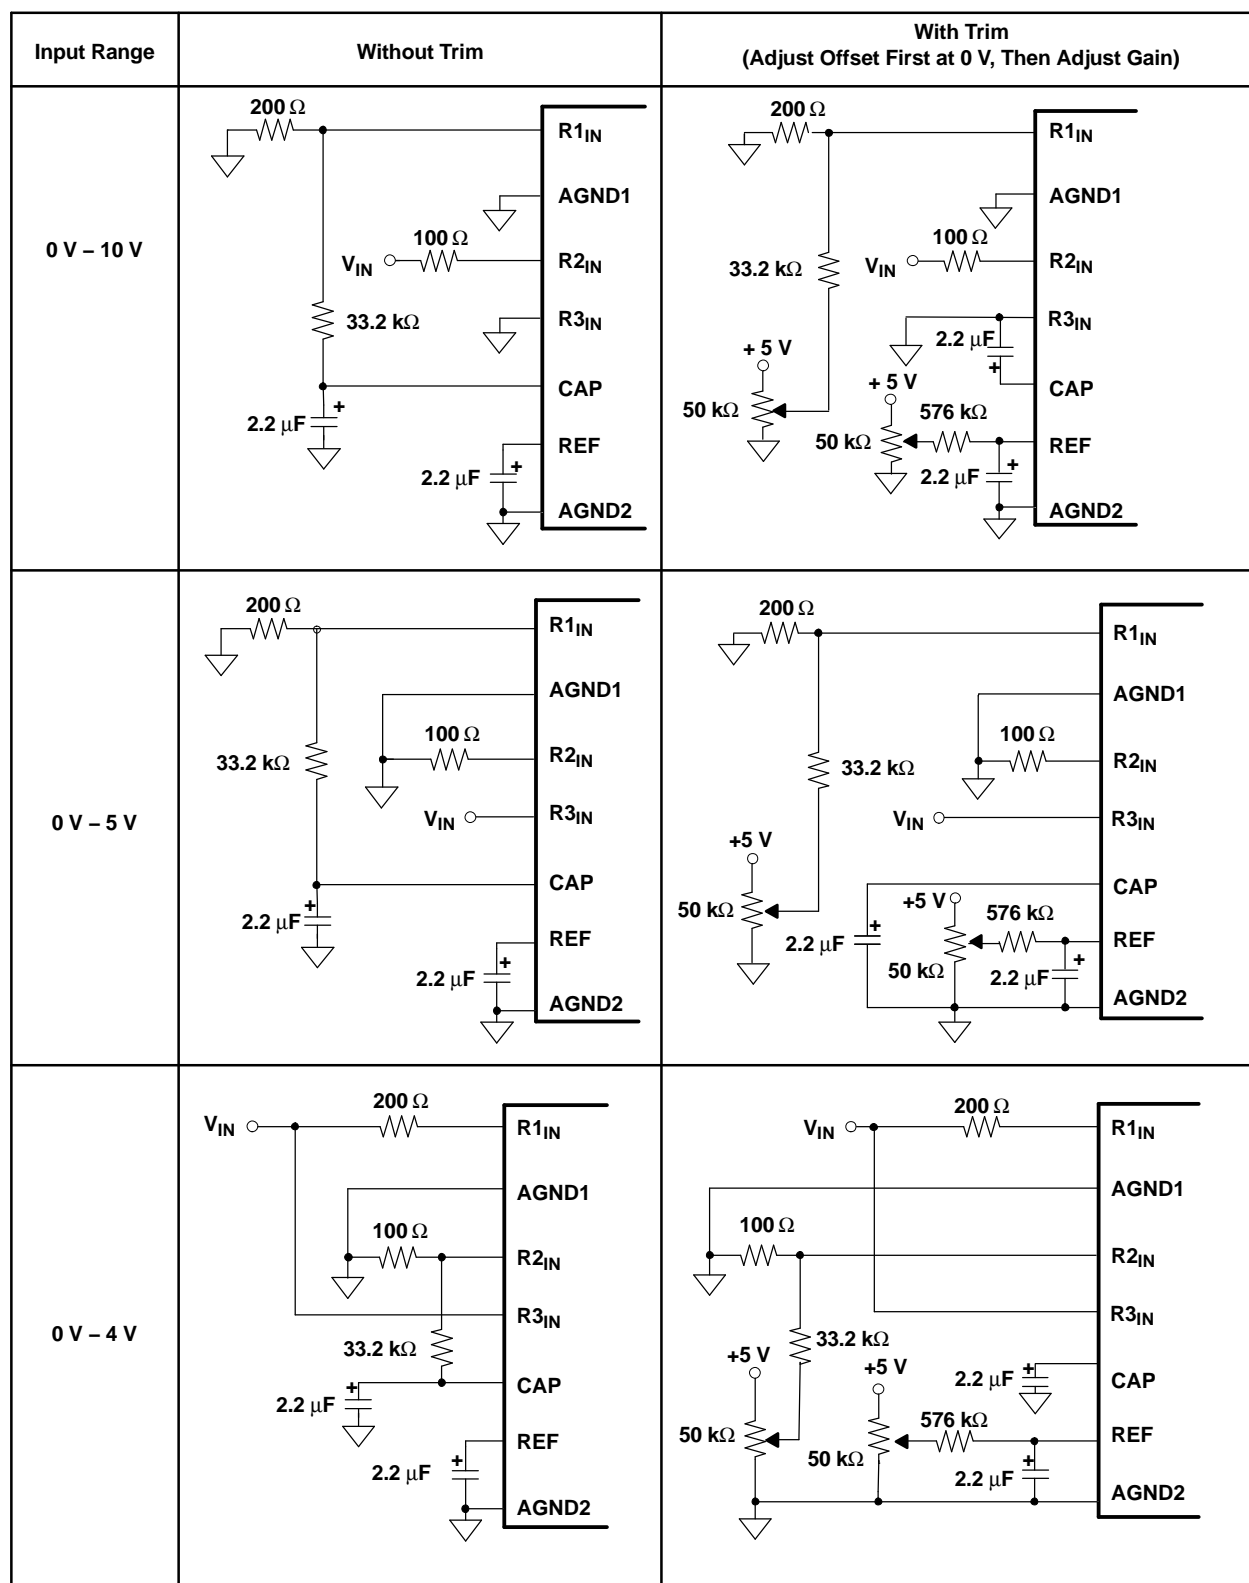 Input Range
Without Trim
With Trim
(Adjust Offset First at 0 V, Then Adjust Gain)
0 V – 10 V
200 Ω
R1IN
AGND1
100 Ω
VIN
R2IN
33.2 kΩ
R3IN
CAP
+
2.2 µF
REF
+
2.2 µF
AGND2
200 Ω
R1IN
AGND1
100 Ω
33.2 kΩ
VIN
R2IN
R3IN
2.2 µF
+
+ 5 V
CAP
+ 5 V
50 kΩ
576 kΩ
50 kΩ
REF
+
2.2 µF
AGND2
0 V – 5 V
200 Ω
R1IN
AGND1
100 Ω
R2IN
33.2 kΩ
VIN
R3IN
CAP
+
2.2 µF
REF
+
2.2 µF
AGND2
200 Ω
R1IN
AGND1
100 Ω
R2IN
33.2 kΩ
VIN
R3IN
+5 V
CAP
+5 V
50 kΩ
576 kΩ
+
2.2 µF
REF
+
50 kΩ
2.2 µF
AGND2
0 V – 4 V
200 Ω
VIN
R1IN
AGND1
100 Ω
R2IN
R3IN
33.2 kΩ
CAP
+
2.2 µF
REF
+
2.2 µF
AGND2
200 Ω
VIN
R1IN
AGND1
100 Ω
R2IN
R3IN
33.2 kΩ
+5 V
+5 V
+
2.2 µF
CAP
576 kΩ
50 kΩ
REF
+
50 kΩ
2.2 µF
AGND2